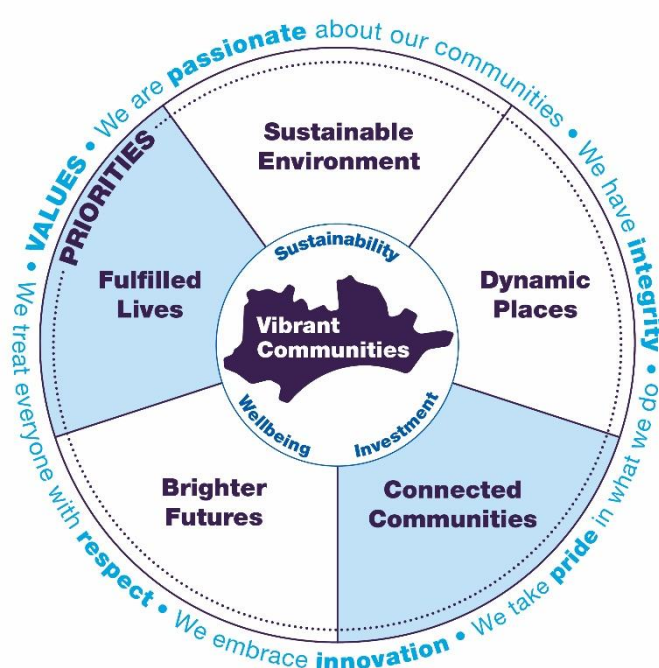 VALUES • We are passionate about our communities • We have integrity • We take pride in what we do • We embrace innovation • We treat everyone with respect •
PRIORITIES
Sustainable
Environment
Dynamic
Places
Connected
Communities
Brighter
Futures
Fulfilled
Lives
Sustainability
Investment
Wellbeing
Vibrant
Communities